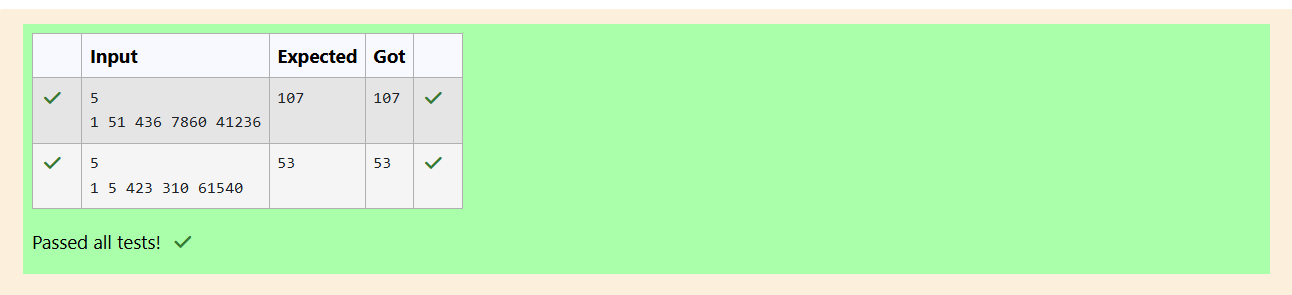 Input Expected Got
5 107 107
1 51 436 7860 41236
5 53 53
1 5 423 310 61540
Passed all tests!